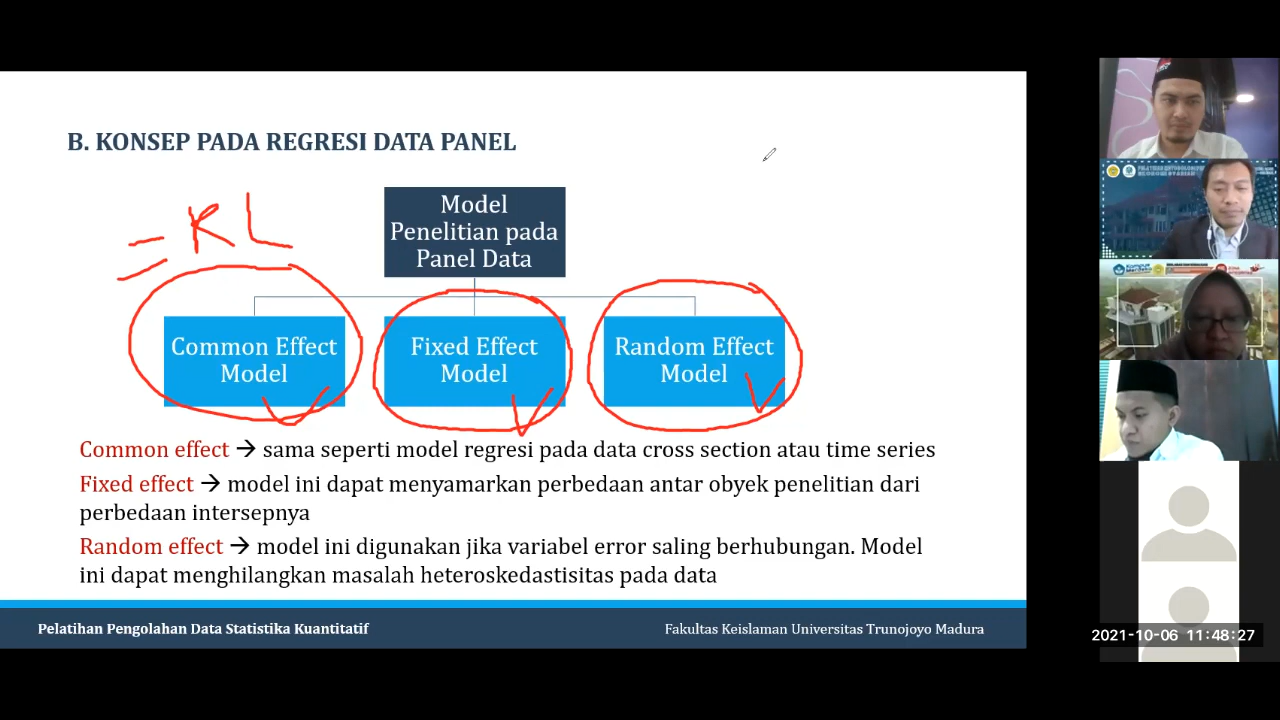 B. KONSEP PADA REGRESI DATA PANEL
= RL
Model
Penelitian pada
Panel Data
Common Effect
Model
Fixed Effect
Model
Random Effect
Model
Common effect → sama seperti model regresi pada data cross section atau time series
Fixed effect → model ini dapat menyamarkan perbedaan antar obyek penelitian dari
perbedaan intersepnya
Random effect → model ini digunakan jika variabel error saling berhubungan. Model
ini dapat menghilangkan masalah heteroskedastisitas pada data
Pelatihan Pengolahan Data Statistika Kuantitatif
Fakultas Keislaman Universitas Trunojoyo Madura
2021-10-06 11:48:27